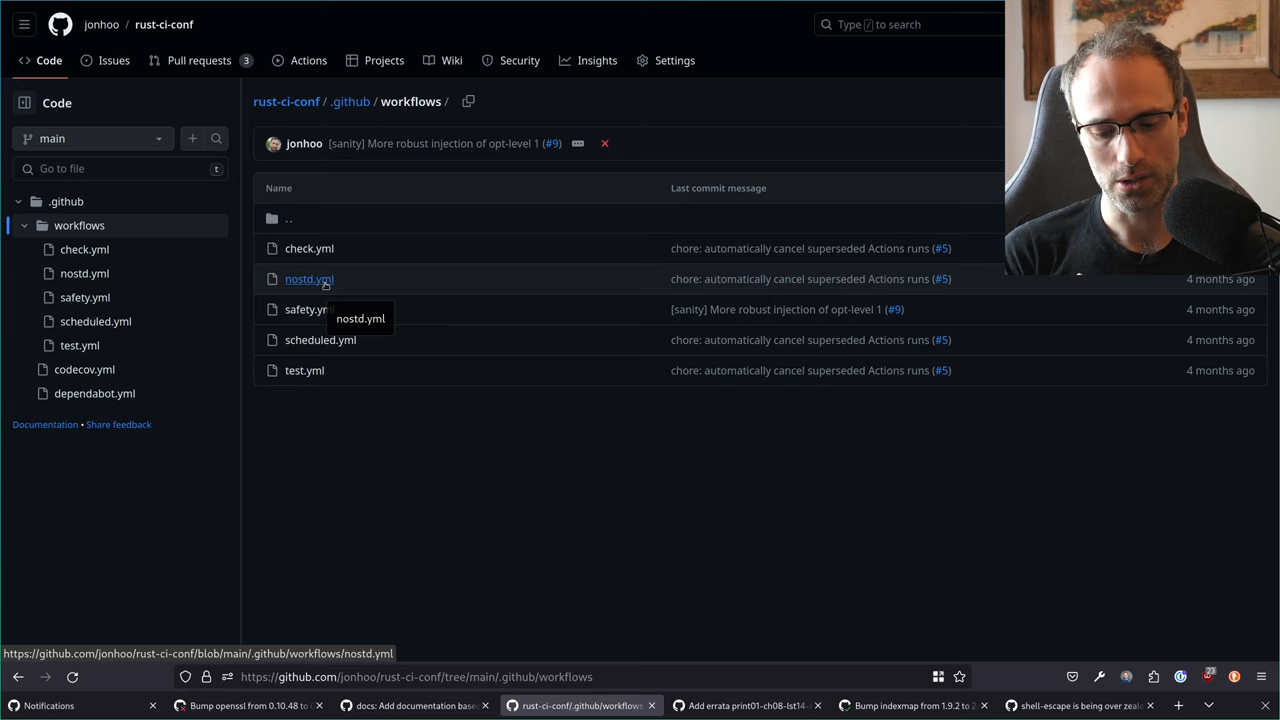 jonhoo / rust-ci-conf
Type / to search
Code
Issues
Pull requests 3
Actions
Projects
Wiki
Security
Insights
Settings
Code
main
Go to file
t
.github
workflows
check.yml
nostd.yml
safety.yml
scheduled.yml
test.yml
codecov.yml
dependabot.yml
Documentation • Share feedback
rust-ci-conf / .github / workflows /
jonhoo [sanity] More robust injection of opt-level 1 (#9)
Name Last commit message
..
check.yml chore: automatically cancel superseded Actions runs (#5)
nostd.yml chore: automatically cancel superseded Actions runs (#5) 4 months ago
safety.yml [sanity] More robust injection of opt-level 1 (#9) 4 months ago
nostd.yml
scheduled.yml chore: automatically cancel superseded Actions runs (#5) 4 months ago
test.yml chore: automatically cancel superseded Actions runs (#5) 4 months ago
https://github.com/jonhoo/rust-ci-conf/blob/main/.github/workflows/nostd.yml
https://github.com/jonhoo/rust-ci-conf/tree/main/.github/workflows
23
Notifications
Bump openssl from 0.10.48 to
docs: Add documentation base
rust-ci-conf/.github/workflows
Add errata print01-ch08-lst14-
Bump indexmap from 1.9.2 to 2
shell-escape is being over zeal